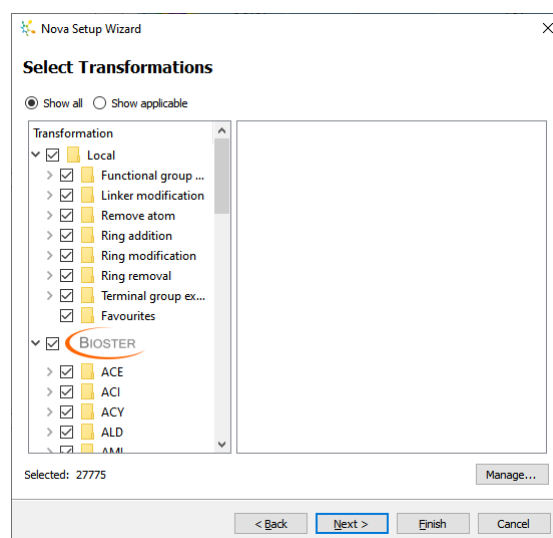 Nova Setup Wizard
Select Transformations
Show all Show applicable
Transformation
Local
Functional group ...
Linker modification
Remove atom
Ring addition
Ring modification
Ring removal
Terminal group ex...
Favourites
BIOSTER
ACE
ACI
ACY
ALD
AMI
Selected: 27775
Manage...
< Back Next > Finish Cancel